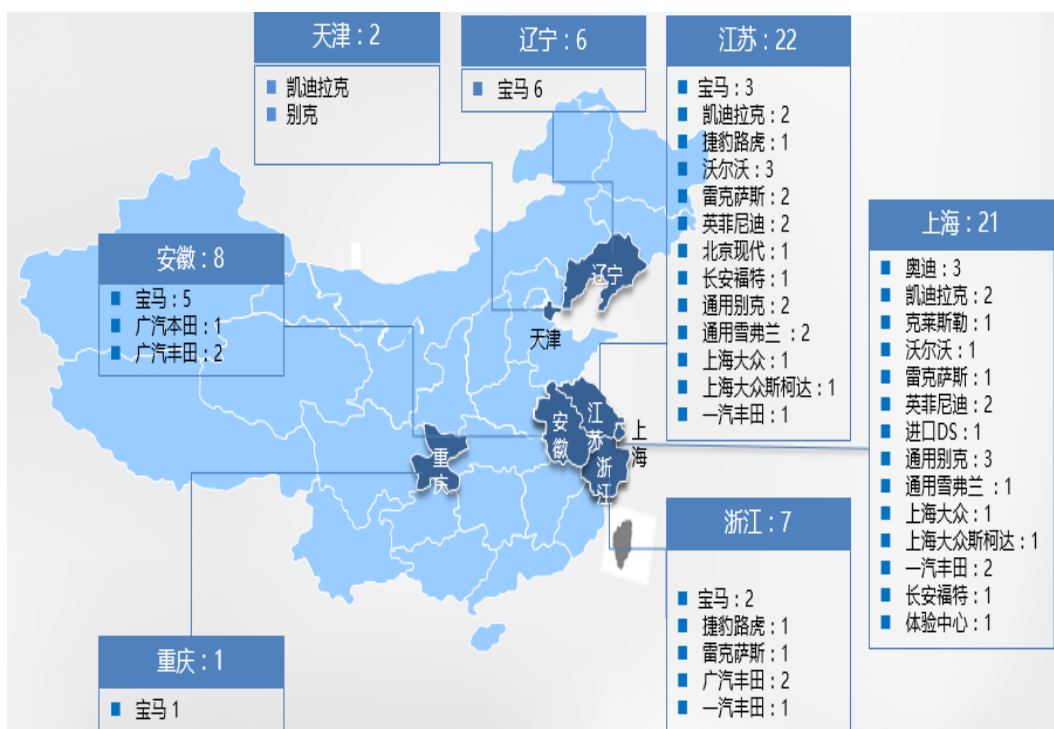 天津：2
凯迪拉克
别克
辽宁：6
宝马 6
江苏：22
宝马：3
凯迪拉克：2
捷豹路虎：1
沃尔沃：3
雷克萨斯：2
英菲尼迪：2
北京现代：1
长安福特：1
通用别克：2
通用雪弗兰 ：2
上海大众：1
上海大众斯柯达：1
一汽丰田：1
上海：21
奥迪：3
凯迪拉克：2
克莱斯勒：1
沃尔沃：1
雷克萨斯：1
英菲尼迪：2
进口DS：1
通用别克：3
通用雪弗兰 ：1
上海大众：1
上海大众斯柯达：1
一汽丰田：2
长安福特：1
体验中心：1
安徽：8
宝马：5
广汽本田：1
广汽丰田：2
辽宁
天津
江苏
安徽
上海
浙江
重庆
浙江：7
宝马：2
捷豹路虎：1
雷克萨斯：1
广汽丰田：2
一汽丰田：1
重庆：1
宝马 1